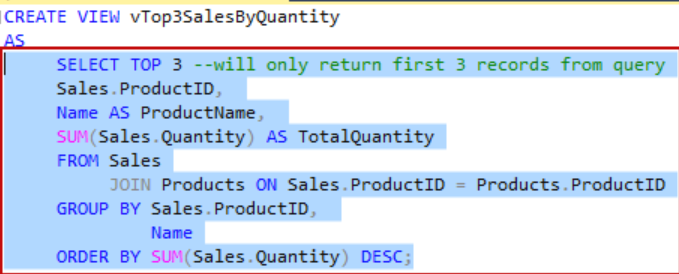 CREATE VIEW vTop3SalesByQuantity
AS
SELECT TOP 3 --will only return first 3 records from query
Sales.ProductID,
Name AS ProductName,
SUM(Sales.Quantity) AS TotalQuantity
FROM Sales
JOIN Products ON Sales.ProductID = Products.ProductID
GROUP BY Sales.ProductID,
Name
ORDER BY SUM(Sales.Quantity) DESC;